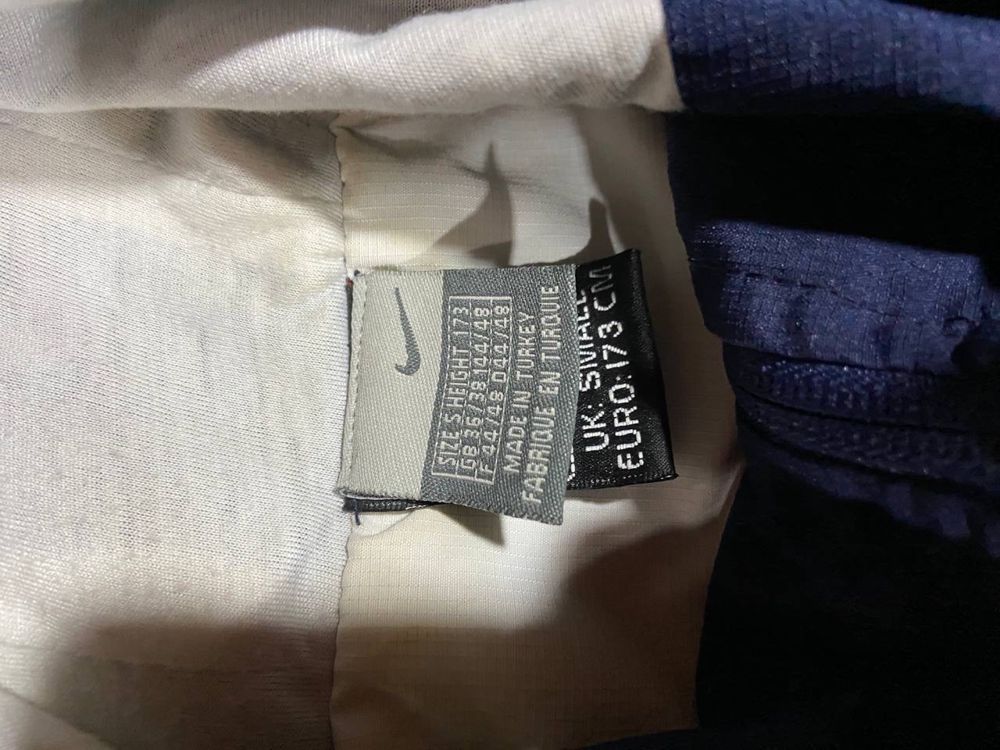 SIZE S HEIGHT 173
GB 36/38 I 44/48
F 44/48 D 44/48
MADE IN TURKEY
FABRIQUE EN TURQUIE
UK: SMALL
EURO: 173 CM